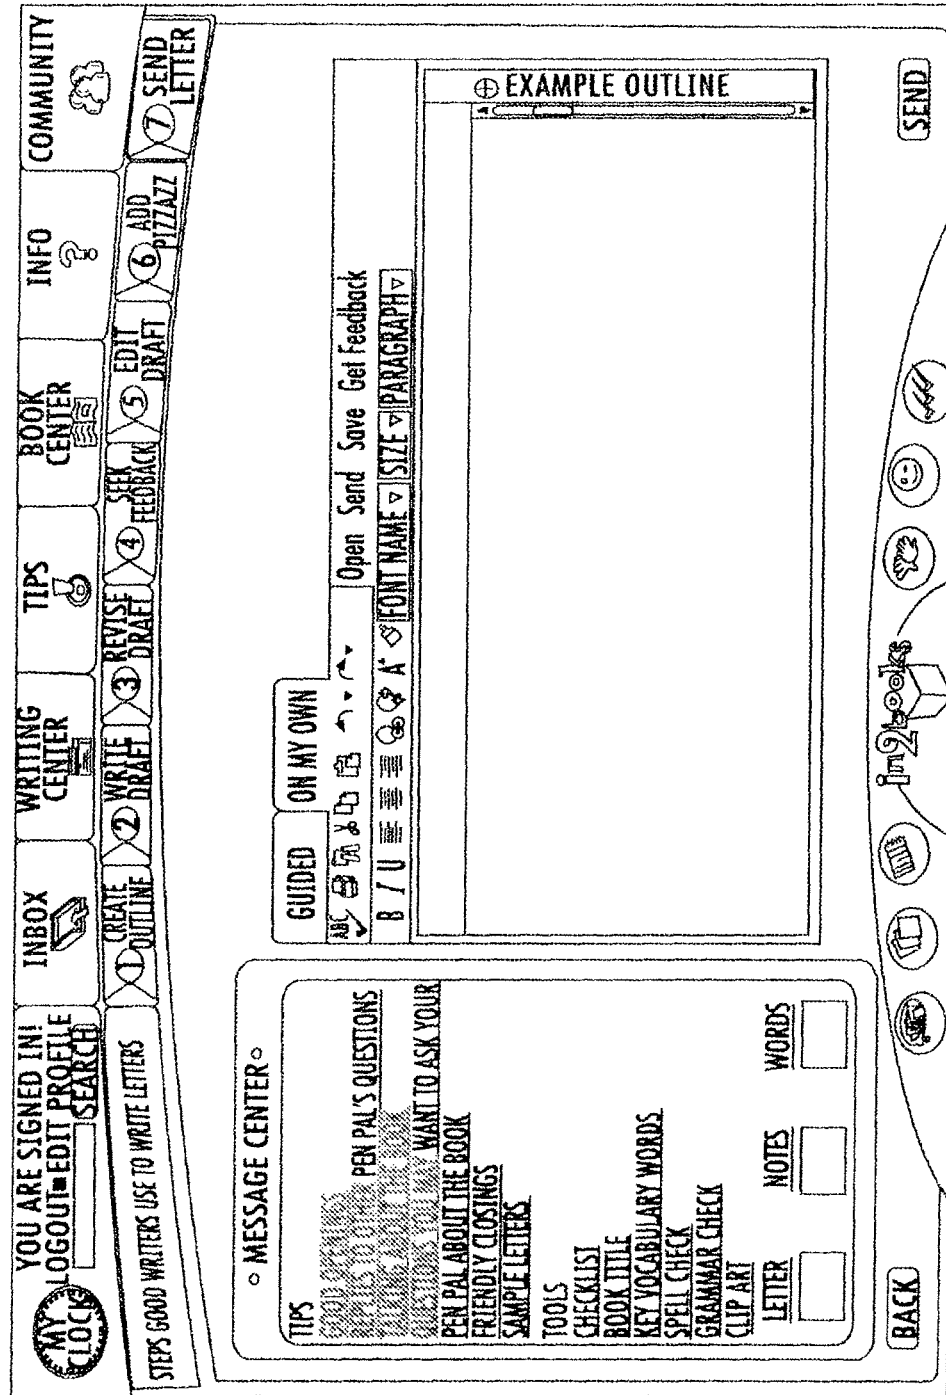 MY
CLOCK
YOU ARE SIGNED IN!
LOGOUT EDIT PROFILE
SEARCH
INBOX
WRITING
CENTER
TIPS
BOOK
CENTER
INFO
?
COMMUNITY
STEPS GOOD WRITERS USE TO WRITE LETTERS
1 CREATE
OUTLINE
2 WRITE
DRAFT
3 REVISE
DRAFT
4 SEEK
FEEDBACK
5 EDIT
DRAFT
6 ADD
PIZZAZZ
7 SEND
LETTER
MESSAGE CENTER
TIPS
PEN PAL'S QUESTIONS
WANT TO ASK YOUR
PEN PAL ABOUT THE BOOK
FRIENDLY CLOSINGS
SAMPLE LETTERS
TOOLS
CHECKLIST
BOOK TITLE
KEY VOCABULARY WORDS
SPELL CHECK
GRAMMAR CHECK
CLIP ART
LETTER NOTES WORDS
GUIDED ON MY OWN
ABC Open Send Save Get Feedback
B I U A FONT NAME SIZE PARAGRAPH
EXAMPLE OUTLINE
BACK
in2books
SEND